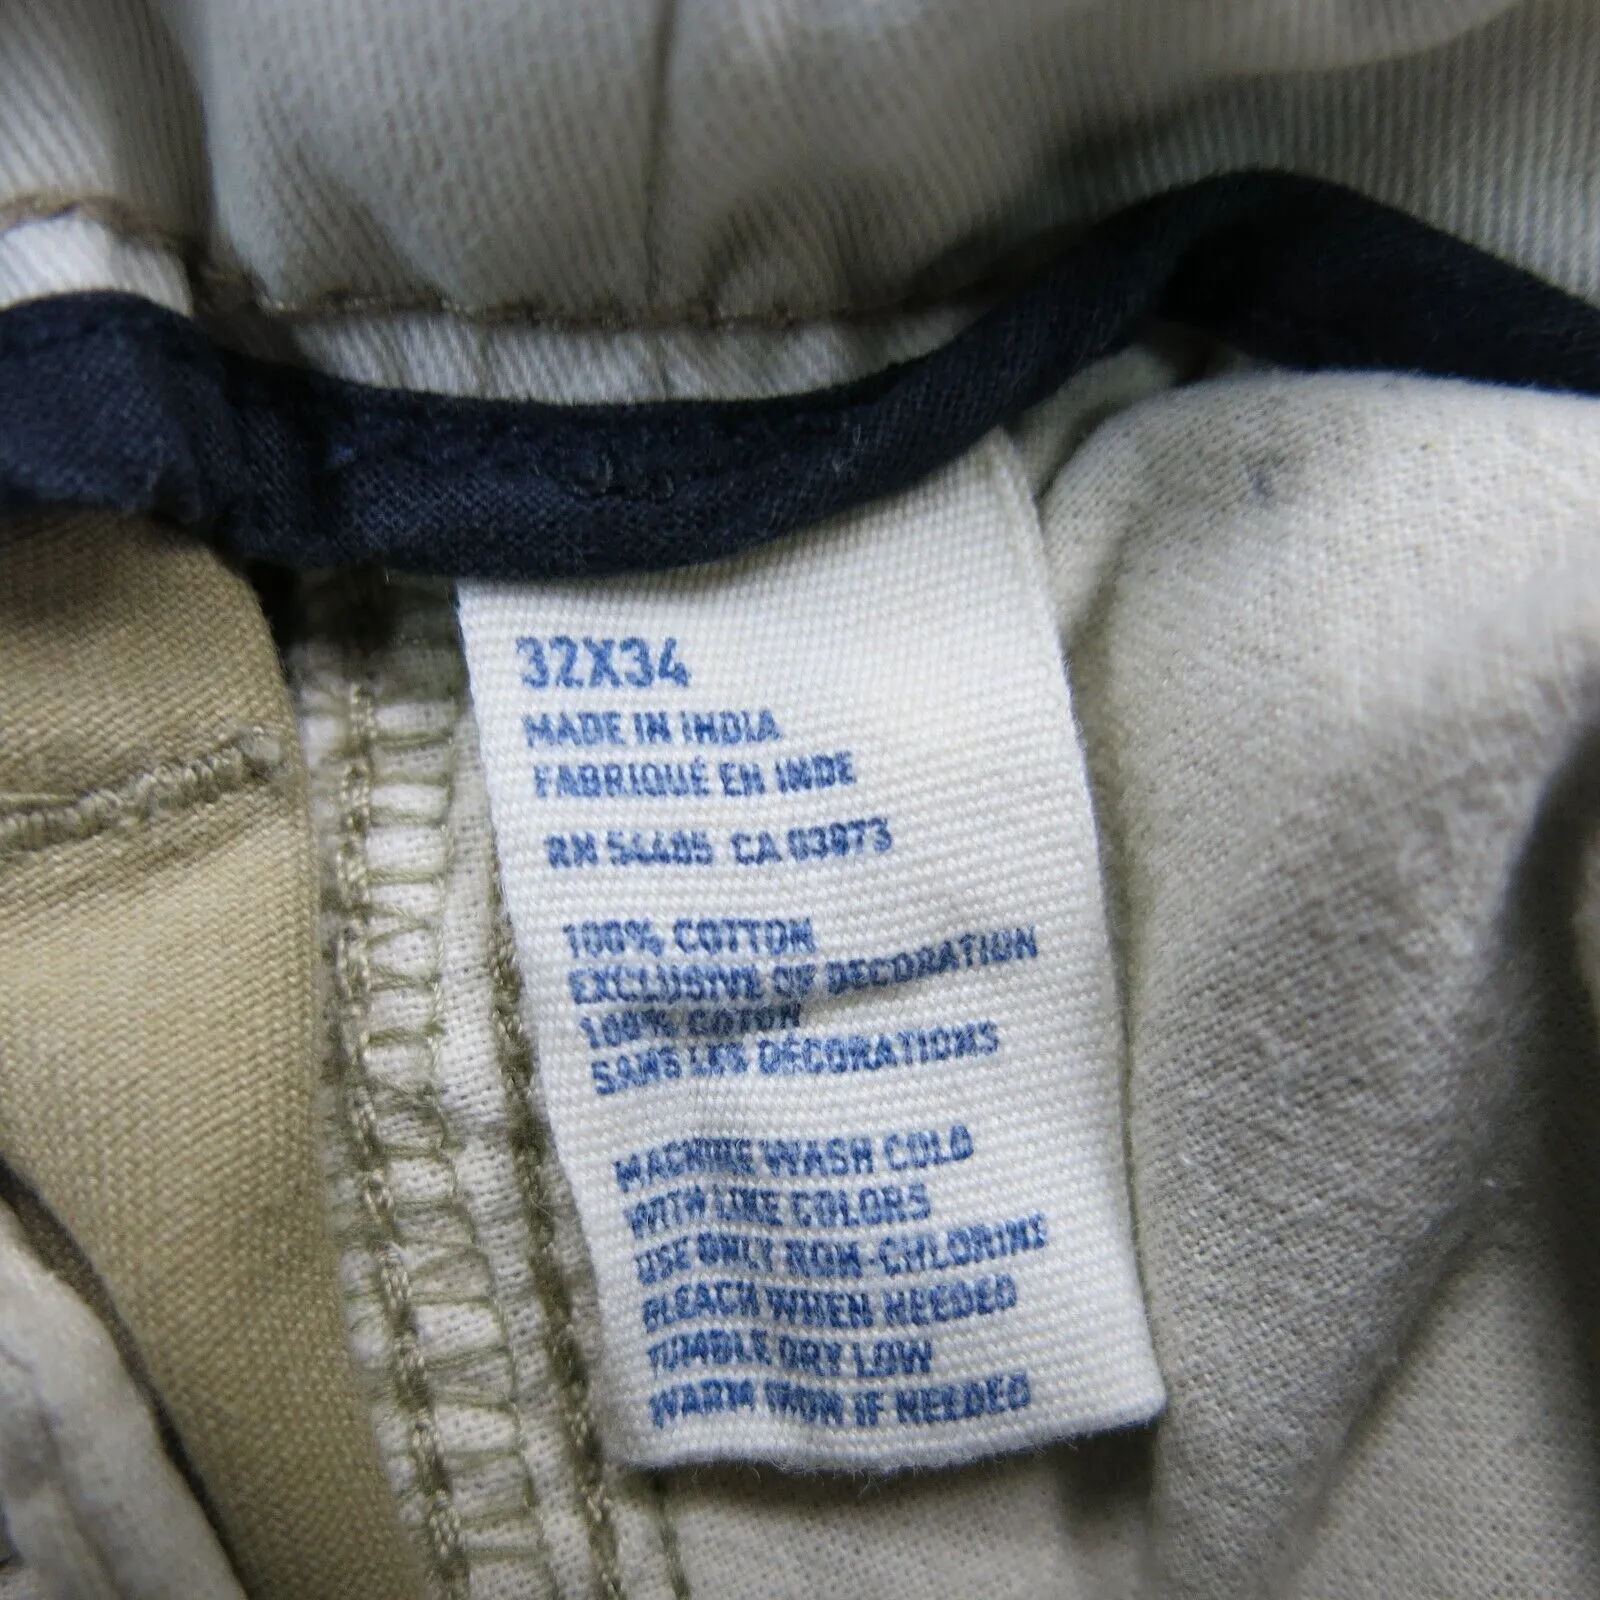 32X34
MADE IN INDIA
FABRIQUÉ EN INDE
RN 54485 CA 03873
100% COTTON
EXCLUSIVE OF DECORATION
100% COTON
SANS LES DÉCORATIONS
MACHINE WASH COLD
WITH LIKE COLORS
USE ONLY NON-CHLORINE
BLEACH WHEN NEEDED
TUMBLE DRY LOW
WARM IRON IF NEEDED